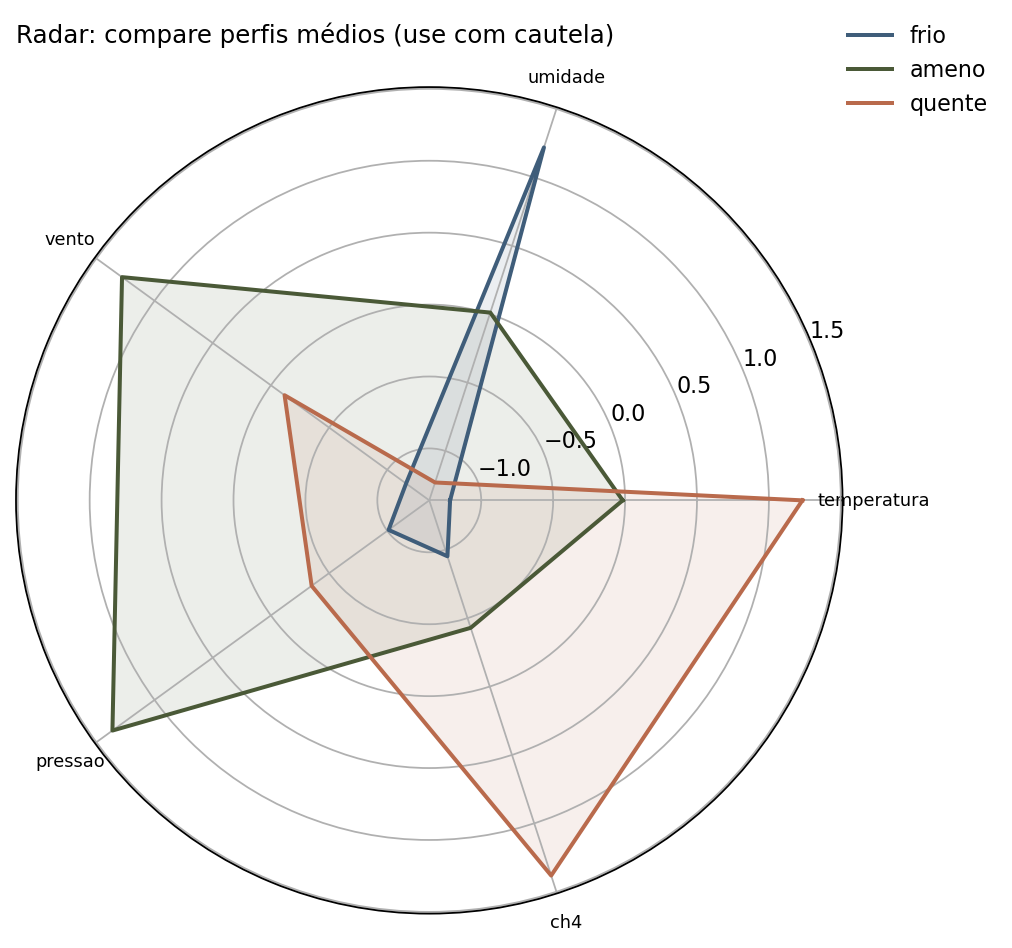 Radar: compare perfis médios (use com cautela)
frio
ameno
quente
umidade
vento
1.5
1.0
0.5
0.0
−0.5
−1.0
temperatura
pressao
ch4